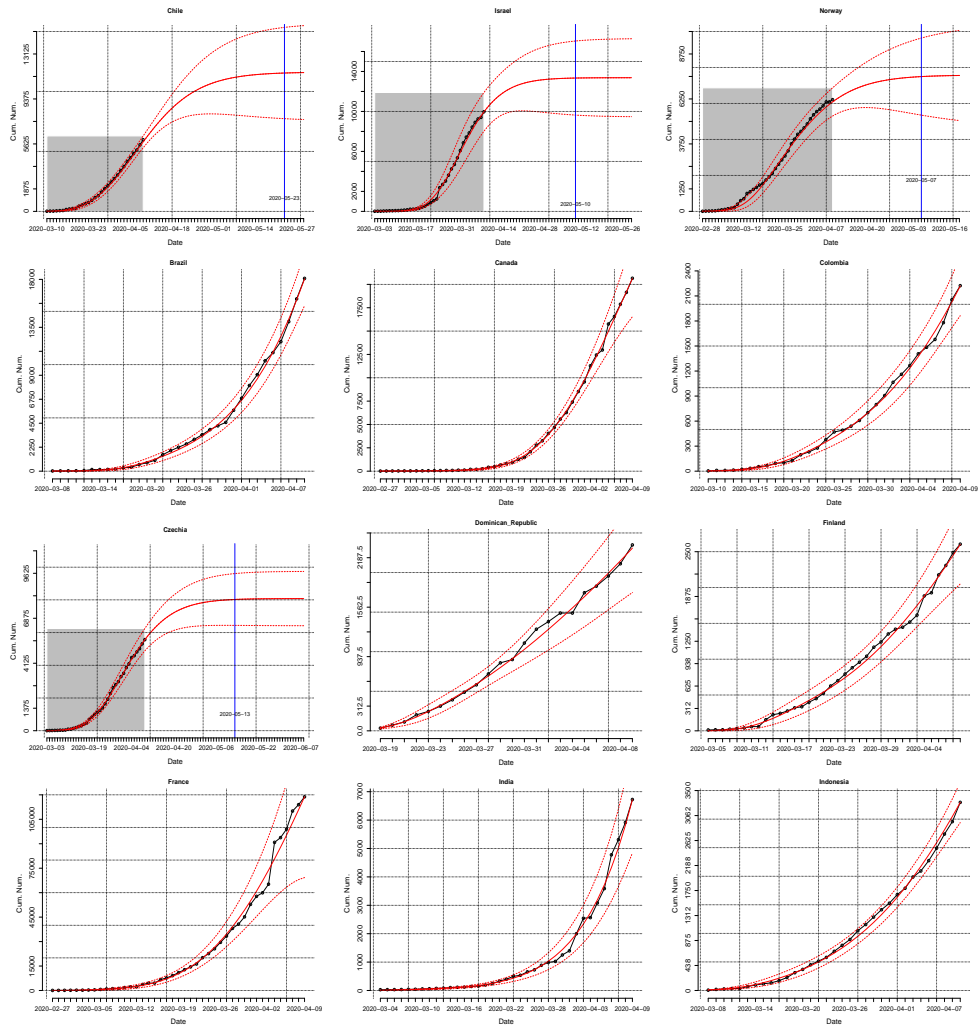 Chile
Cum. Num.
0 1875 6625 9375 13125
2020−05−23
2020−03−10 2020−03−23 2020−04−05 2020−04−18 2020−05−01 2020−05−14 2020−05−27
Date
Israel
Cum. Num.
0 2000 6000 10000 14000
2020−05−10
2020−03−03 2020−03−17 2020−03−31 2020−04−14 2020−04−28 2020−05−12 2020−05−26
Date
Norway
Cum. Num.
0 1250 3750 6250 8750
2020−05−07
2020−02−28 2020−03−12 2020−03−25 2020−04−07 2020−04−20 2020−05−03 2020−05−16
Date
Brazil
Cum. Num.
0 2250 4500 6750 9000 13500 18000
2020−03−08 2020−03−14 2020−03−20 2020−03−26 2020−04−01 2020−04−07
Date
Canada
Cum. Num.
0 2500 5000 7500 12500 17500
2020−02−27 2020−03−05 2020−03−12 2020−03−19 2020−03−26 2020−04−02 2020−04−09
Date
Colombia
Cum. Num.
0 300 600 900 1200 1500 1800 2100 2400
2020−03−10 2020−03−15 2020−03−20 2020−03−25 2020−03−30 2020−04−04 2020−04−09
Date
Czechia
Cum. Num.
0 1375 4125 6875 9625
2020−05−13
2020−03−03 2020−03−19 2020−04−04 2020−04−20 2020−05−06 2020−05−22 2020−06−07
Date
Dominican_Republic
Cum. Num.
0.0 312.5 937.5 1562.5 2187.5
2020−03−19 2020−03−23 2020−03−27 2020−03−31 2020−04−04 2020−04−08
Date
Finland
Cum. Num.
0 312 625 938 1250 1875 2500
2020−03−05 2020−03−11 2020−03−17 2020−03−23 2020−03−29 2020−04−04
Date
France
Cum. Num.
0 15000 45000 75000 105000
2020−02−27 2020−03−05 2020−03−12 2020−03−19 2020−03−26 2020−04−02 2020−04−09
Date
India
Cum. Num.
0 1000 2000 3000 4000 5000 6000 7000
2020−03−04 2020−03−10 2020−03−16 2020−03−22 2020−03−28 2020−04−03 2020−04−09
Date
Indonesia
Cum. Num.
0 438 875 1312 1750 2188 2625 3062 3500
2020−03−08 2020−03−14 2020−03−20 2020−03−26 2020−04−01 2020−04−07
Date